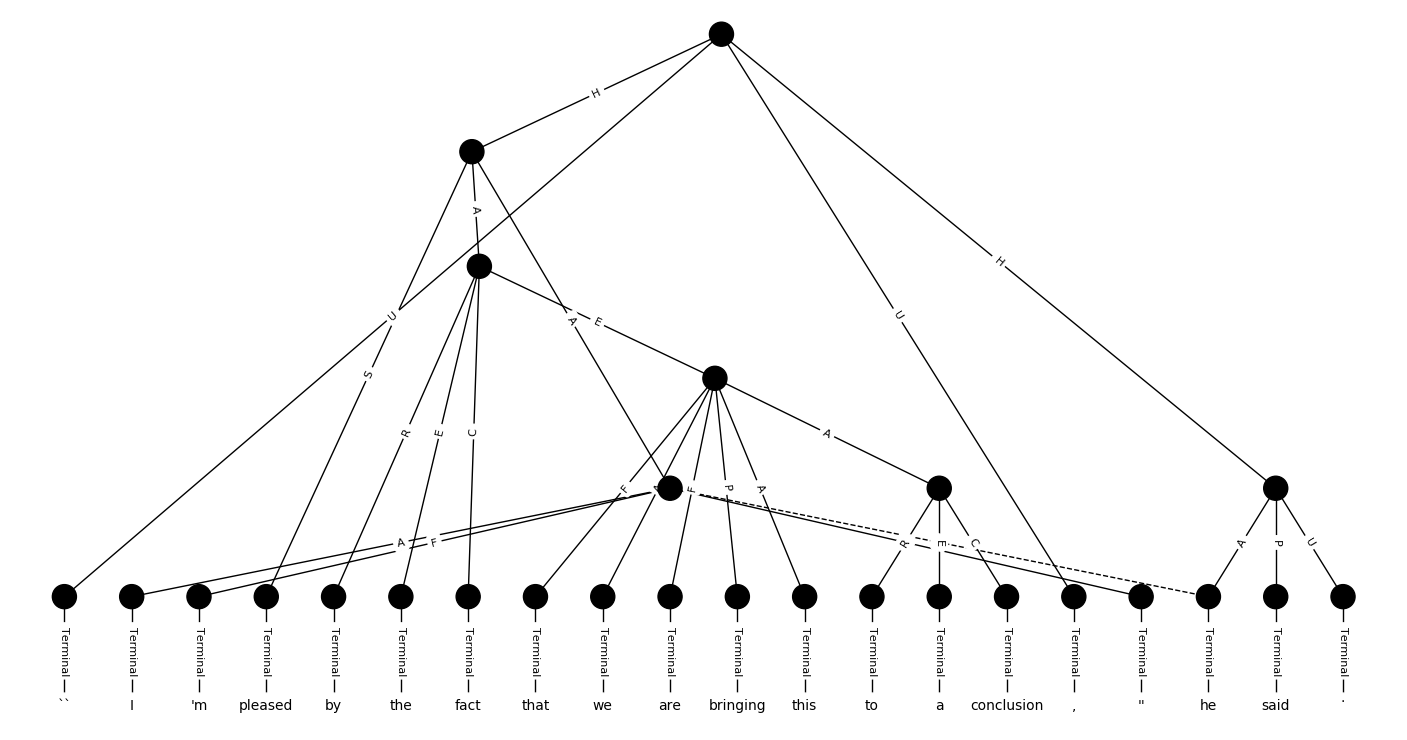 H
A
U
H
U
A
E
S
R
E
C
A
F
A
F
P
A
A
F
R
E
C
A
P
U
Terminal Terminal Terminal Terminal Terminal Terminal Terminal Terminal Terminal Terminal Terminal Terminal Terminal Terminal Terminal Terminal Terminal Terminal Terminal Terminal
`` I 'm pleased by the fact that we are bringing this to a conclusion , " he said .